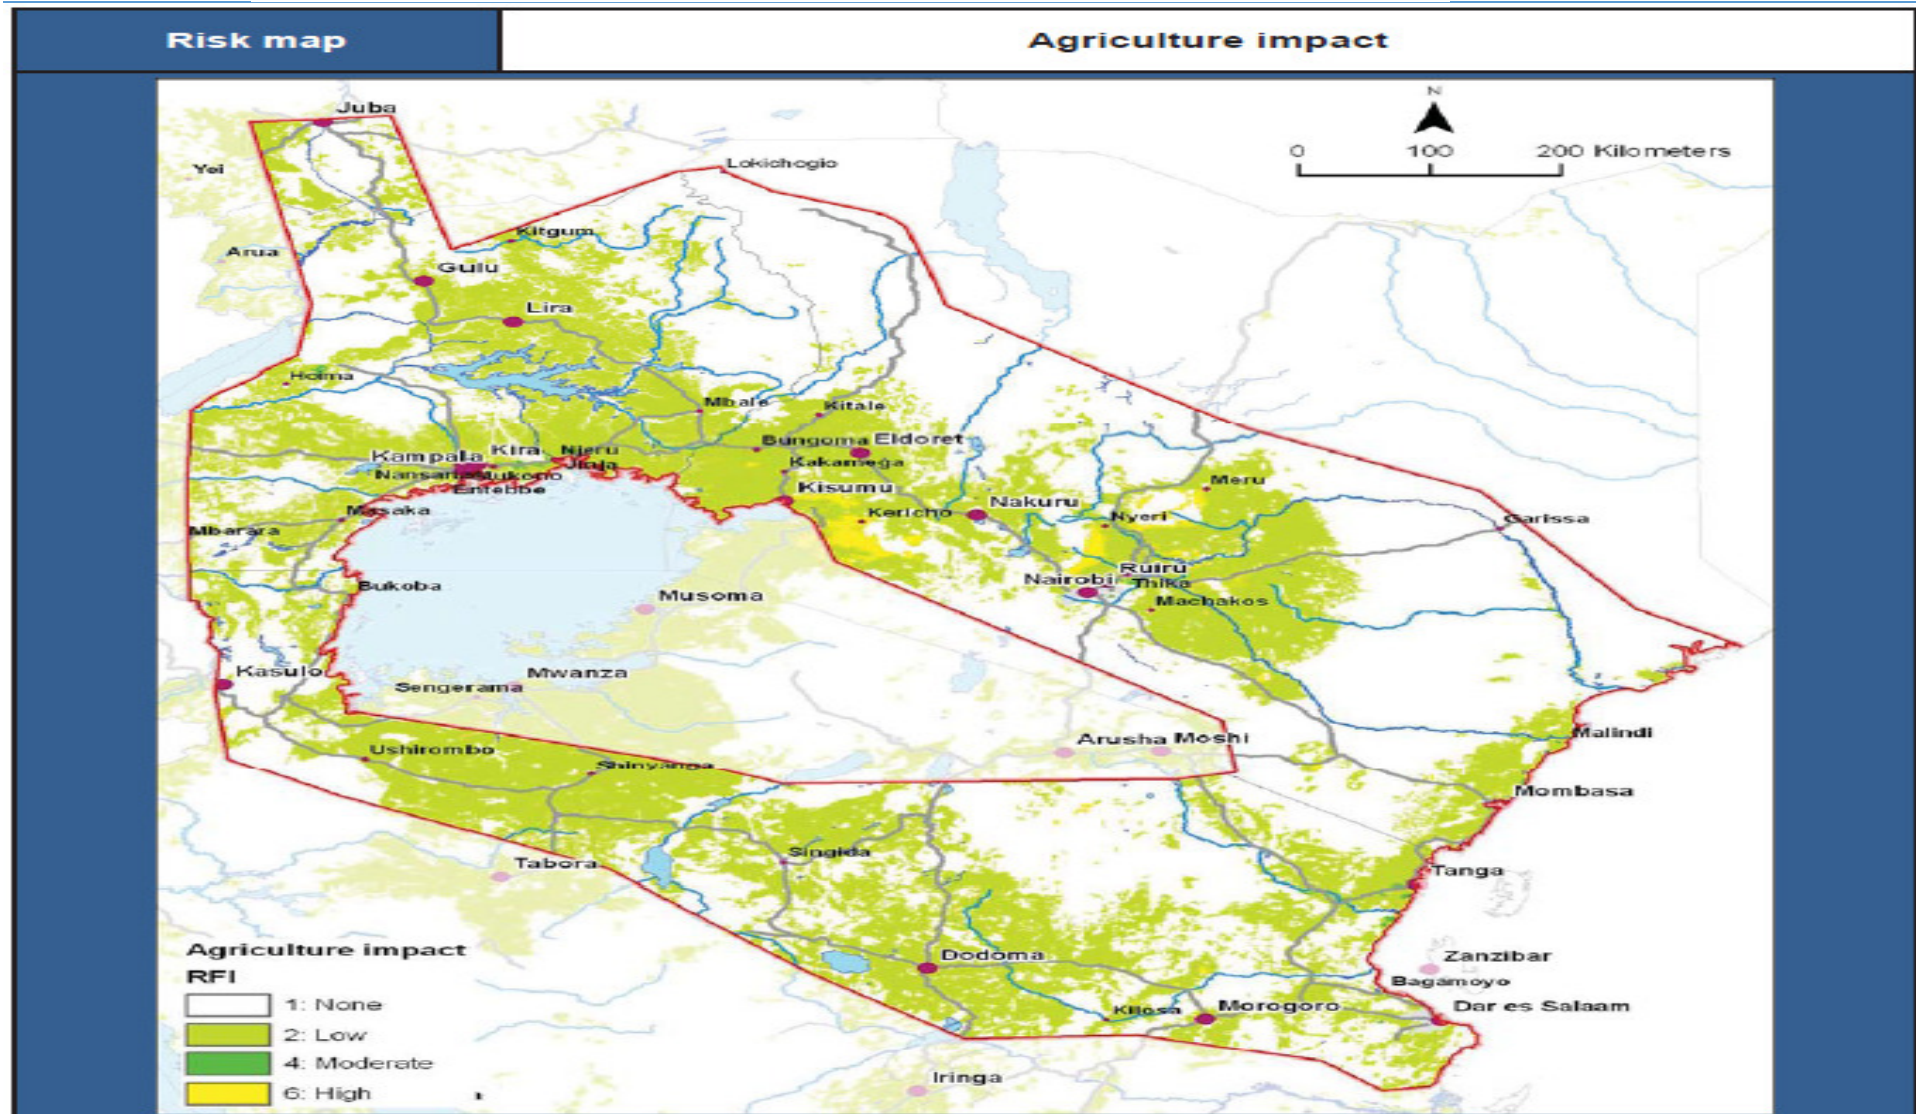 Risk map
Agriculture impact
N
0 100 200 Kilometers
Juba
Yei
Lokichogio
Arua
Kitgum
Gulu
Lira
Hoima
Mbale
Kitale
Bungoma Eldoret
Kampala Kira Njeru
Kakamega
Jinja
Entebbe
Kisumu
Meru
Nakuru
Masaka
Kericho
Nyeri
Garissa
Mbarara
Ruiru
Nairobi
Thika
Bukoba
Musoma
Machakos
Kasulo
Mwanza
Sengerama
Malindi
Arusha Moshi
Ushirombo
Shinyanga
Mombasa
Singida
Tabora
Tanga
Agriculture impact
RFI
Dodoma
Zanzibar
Bagamoyo
1: None
Kilosa
Morogoro
Dar es Salaam
2: Low
4: Moderate
Iringa
6: High